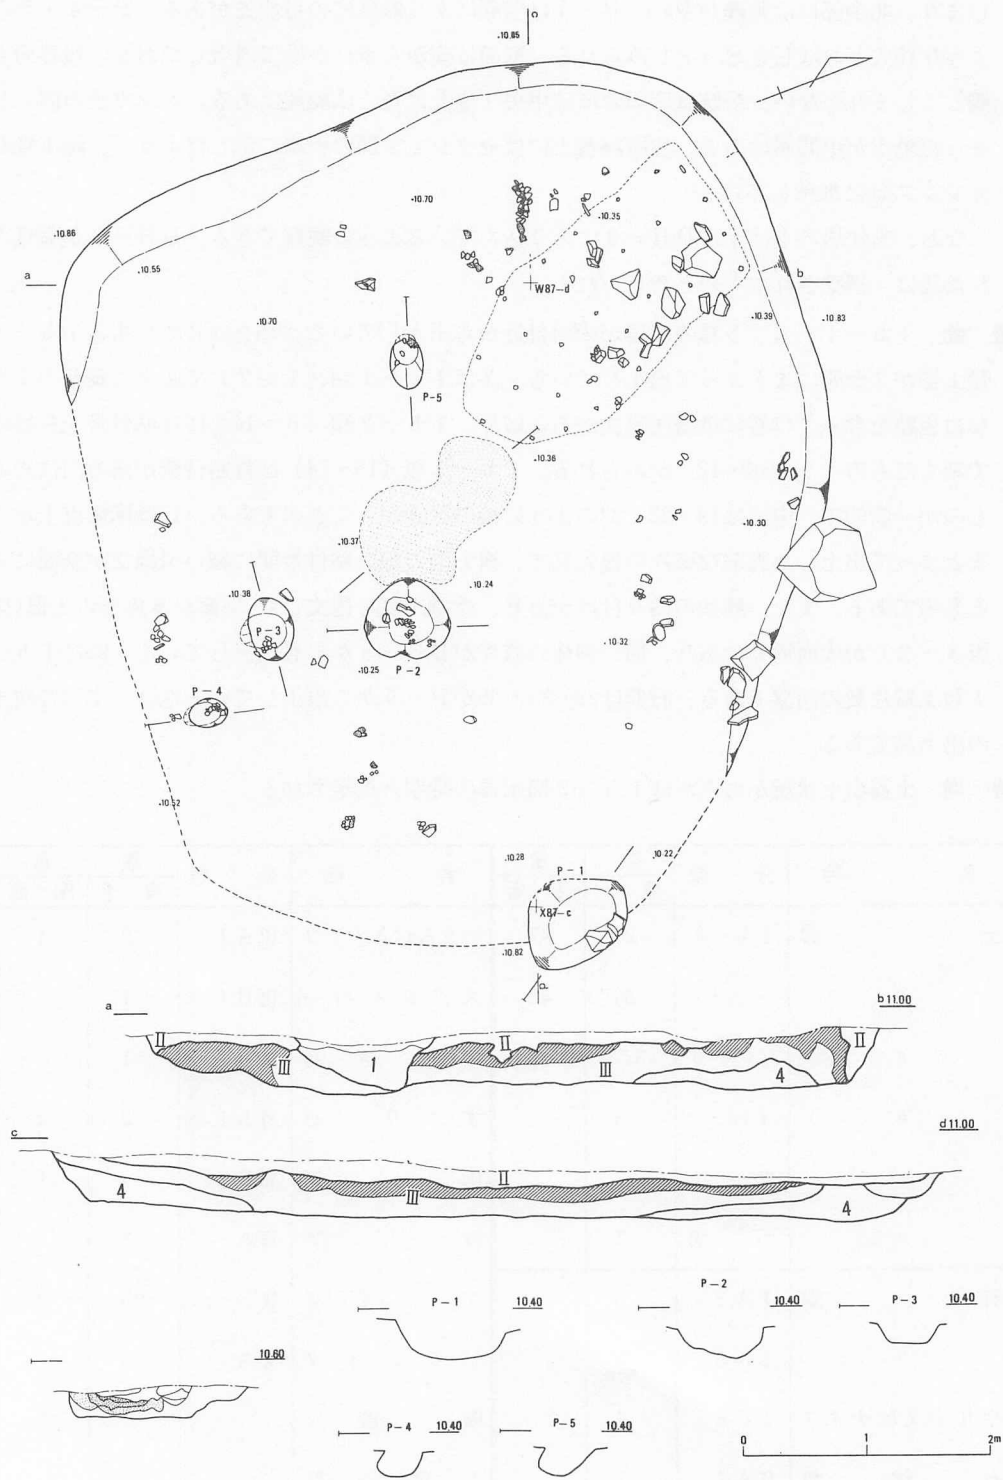 c
.10.85
.10.86
.10.70
.10.35
.10.55
a
W87-d
b
.10.70
.10.39
.10.83
P-5
.10.36
.10.30
.10.37
.10.24
.10.38
P-3
.10.32
.10.25
P-2
P-4
.10.52
.10.28
.10.22
P-1
X87-c
.10.82
d
a
b 11.00
II
II
II
III
1
III
4
c
d 11.00
II
4
III
4
P-1
10.40
P-2
10.40
P-3
10.40
10.60
P-4
10.40
P-5
10.40
0
1
2m